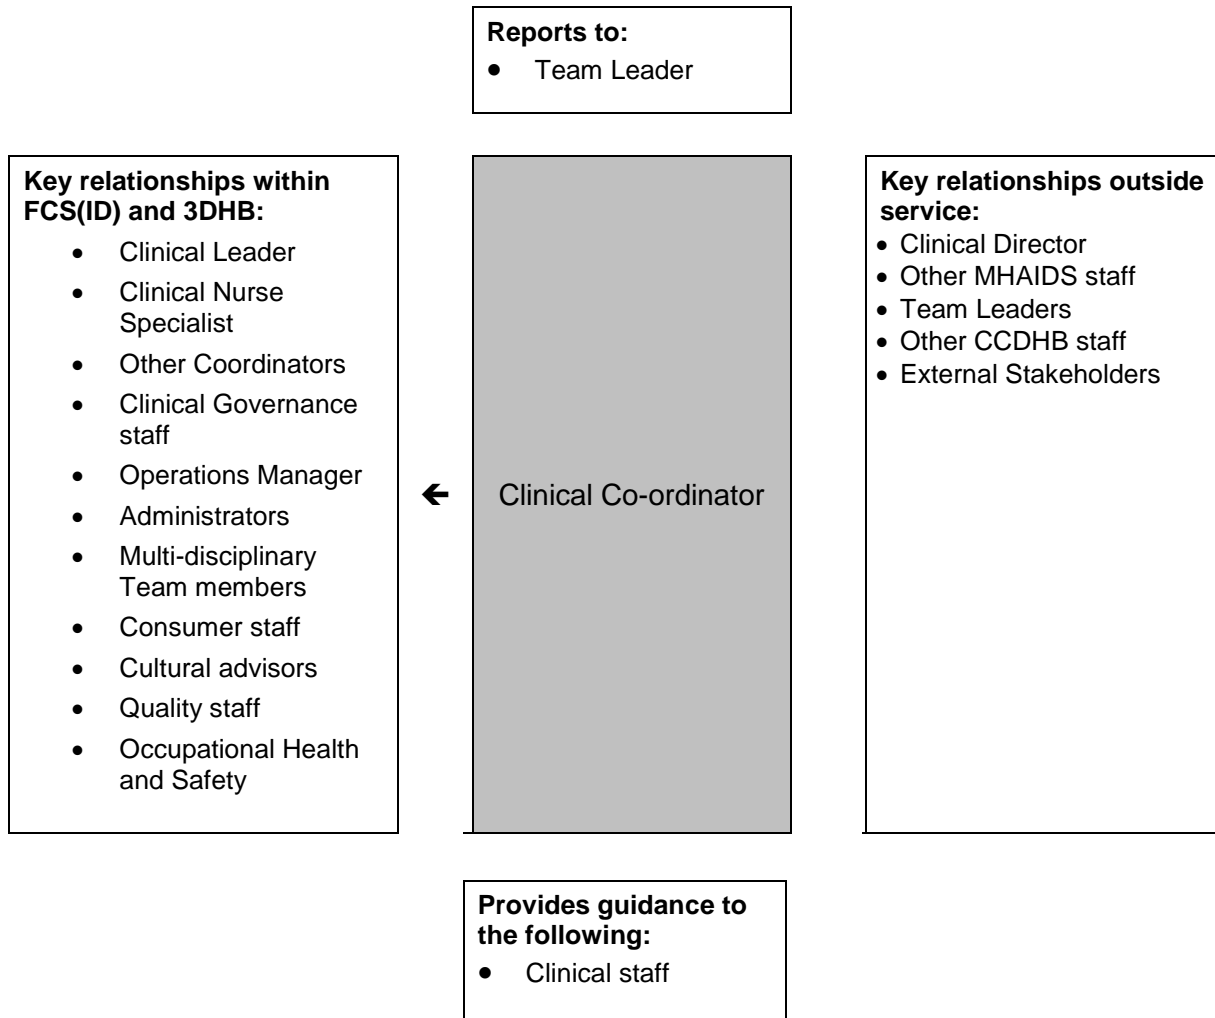 Reports to:
• Team Leader
Key relationships within
FCS(ID) and 3DHB:
• Clinical Leader
• Clinical Nurse
Specialist
• Other Coordinators
• Clinical Governance
staff
• Operations Manager
• Administrators
• Multi-disciplinary
Team members
• Consumer staff
• Cultural advisors
• Quality staff
• Occupational Health
and Safety
←
Clinical Co-ordinator
Key relationships outside
service:
• Clinical Director
• Other MHAIDS staff
• Team Leaders
• Other CCDHB staff
• External Stakeholders
Provides guidance to
the following:
• Clinical staff